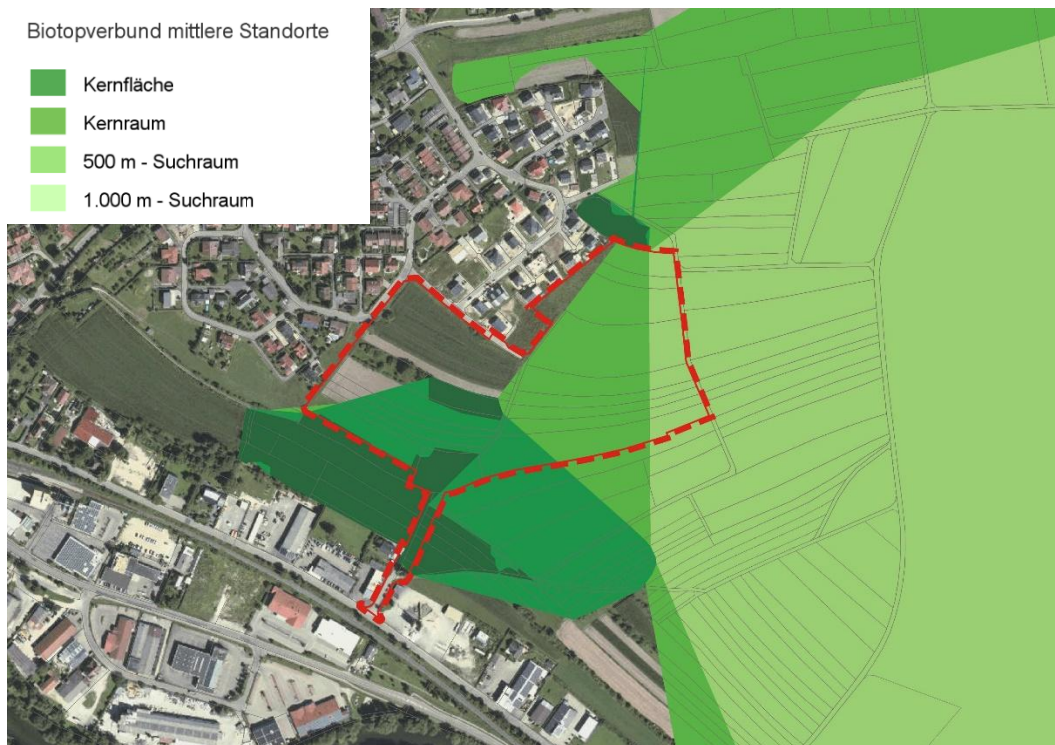 Biotopverbund mittlere Standorte
Kernfläche
Kernraum
500 m - Suchraum
1.000 m - Suchraum